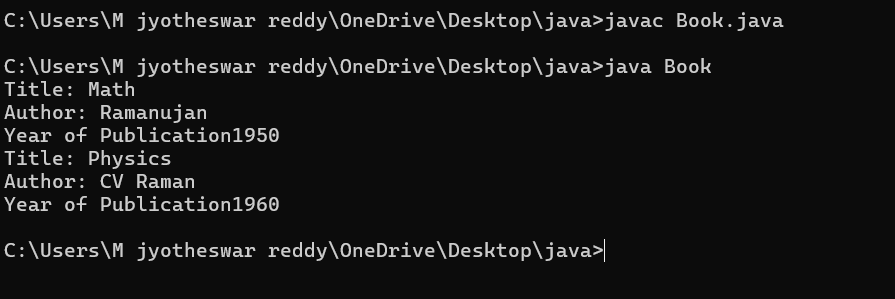 C:\Users\M jyotheswar reddy\OneDrive\Desktop\java>javac Book.java
C:\Users\M jyotheswar reddy\OneDrive\Desktop\java>java Book
Title: Math
Author: Ramanujan
Year of Publication1950
Title: Physics
Author: CV Raman
Year of Publication1960
C:\Users\M jyotheswar reddy\OneDrive\Desktop\java>